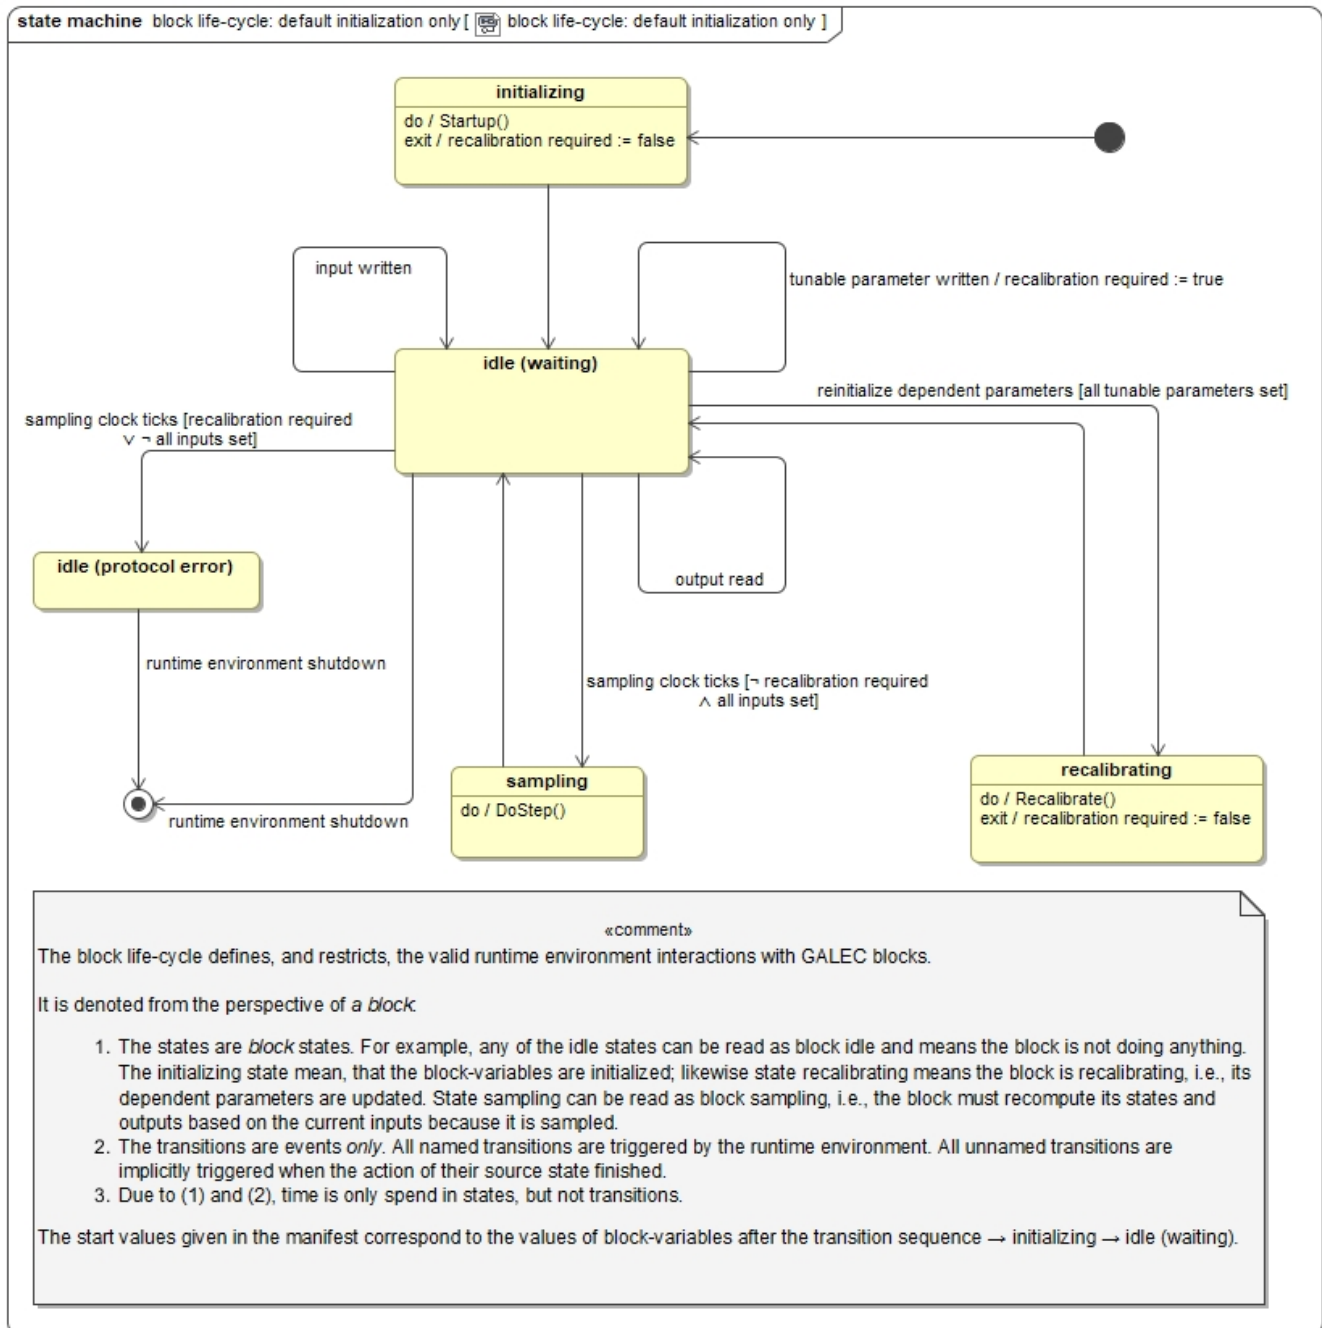 state machine block life-cycle: default initialization only [ block life-cycle: default initialization only ]
initializing
do / Startup()
exit / recalibration required := false
input written
tunable parameter written / recalibration required := true
idle (waiting)
reinitialize dependent parameters [all tunable parameters set]
sampling clock ticks [recalibration required
∨ ¬ all inputs set]
idle (protocol error)
output read
runtime environment shutdown
sampling clock ticks [¬ recalibration required
∧ all inputs set]
sampling
do / DoStep()
recalibrating
do / Recalibrate()
exit / recalibration required := false
runtime environment shutdown
«comment»
The block life-cycle defines, and restricts, the valid runtime environment interactions with GALEC blocks.
It is denoted from the perspective of a block:
1. The states are block states. For example, any of the idle states can be read as block idle and means the block is not doing anything.
The initializing state mean, that the block-variables are initialized; likewise state recalibrating means the block is recalibrating, i.e., its
dependent parameters are updated. State sampling can be read as block sampling, i.e., the block must recompute its states and
outputs based on the current inputs because it is sampled.
2. The transitions are events only. All named transitions are triggered by the runtime environment. All unnamed transitions are
implicitly triggered when the action of their source state finished.
3. Due to (1) and (2), time is only spend in states, but not transitions.
The start values given in the manifest correspond to the values of block-variables after the transition sequence → initializing → idle (waiting).